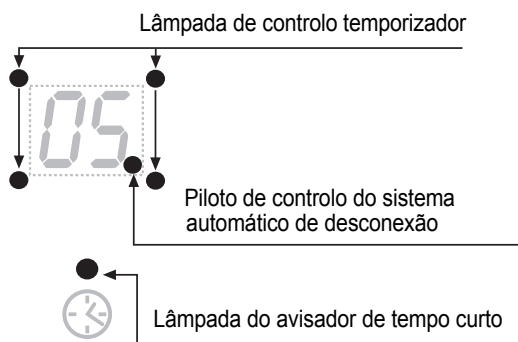 Lâmpada de controlo temporizador
05
Piloto de controlo do sistema
automático de desconexão
Lâmpada do avisador de tempo curto